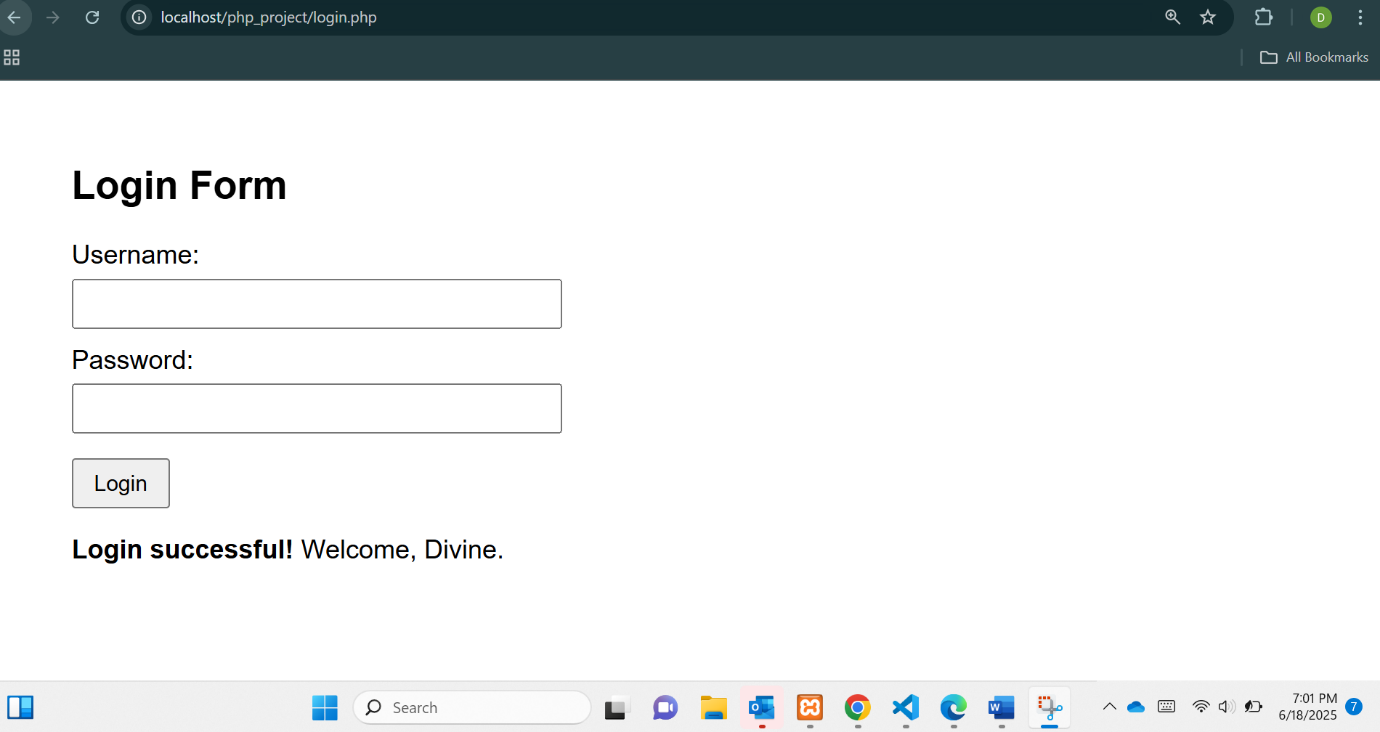 localhost/php_project/login.php
D
All Bookmarks
Login Form
Username:
Password:
Login
Login successful! Welcome, Divine.
Search
7:01 PM
6/18/2025
7